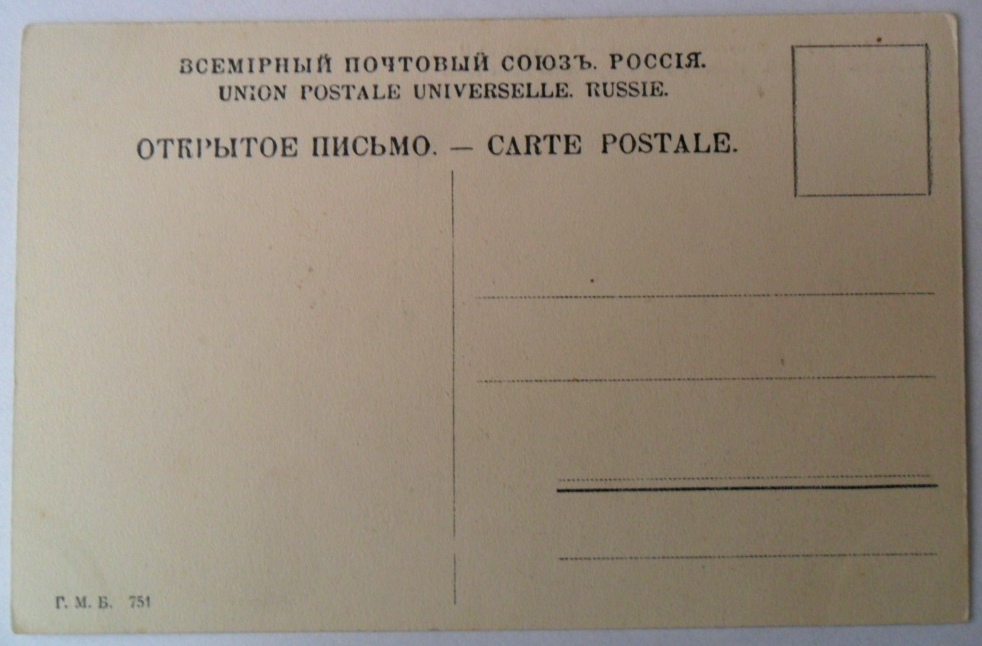 ВСЕМІРНЫЙ ПОЧТОВЫЙ СОЮЗЪ. РОССІЯ.
UNION POSTALE UNIVERSELLE. RUSSIE.
ОТКРЫТОЕ ПИСЬМО. — CARTE POSTALE.
Г. М. Б. 751